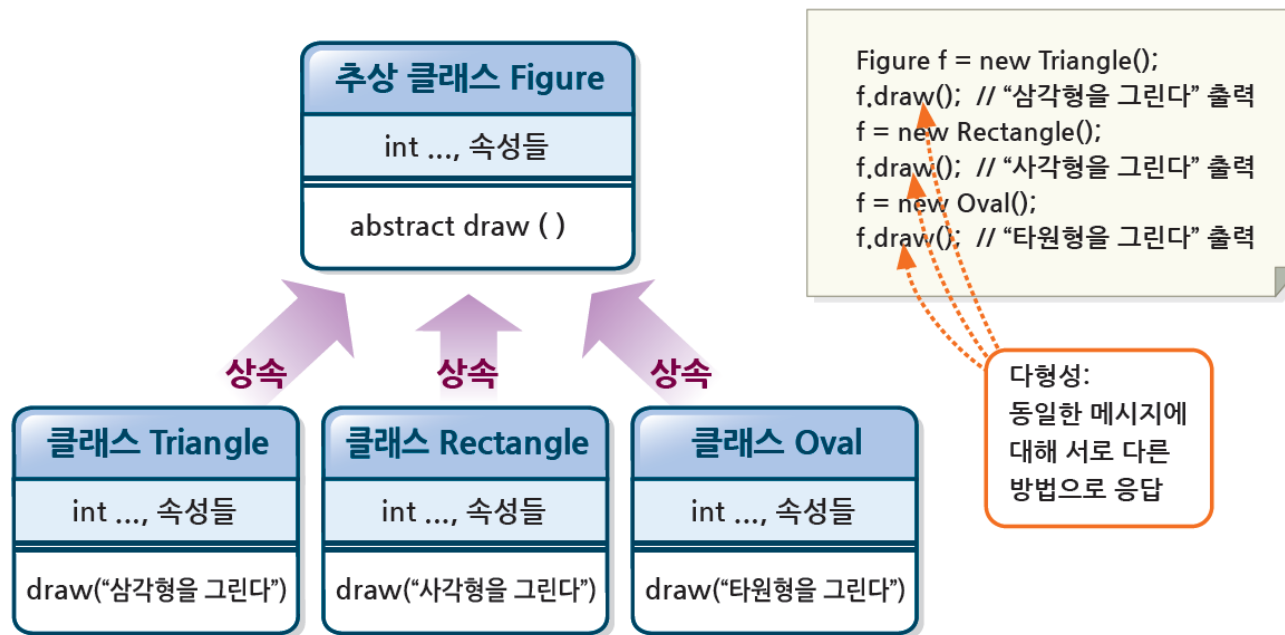 추상 클래스 Figure
int ..., 속성들
abstract draw ( )
Figure f = new Triangle();
f.draw();  // “삼각형을 그린다” 출력
f = new Rectangle();
f.draw();  // “사각형을 그린다” 출력
f = new Oval();
f.draw();  // “타원형을 그린다” 출력
상속
상속
상속
다형성:
동일한 메시지에
대해 서로 다른
방법으로 응답
클래스 Triangle
int ..., 속성들
draw(“삼각형을 그린다”)
클래스 Rectangle
int ..., 속성들
draw(“사각형을 그린다”)
클래스 Oval
int ..., 속성들
draw(“타원형을 그린다”)